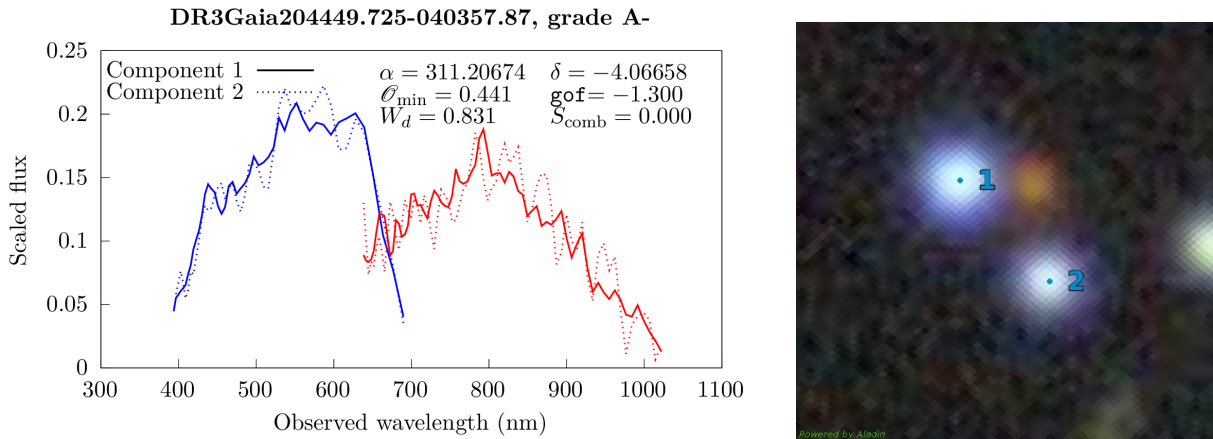 DR3Gaia204449.725-040357.87, grade A-
Component 1
Component 2
α = 311.20674 δ = −4.06658
𝒪min = 0.441 gof= −1.300
Wd = 0.831 Scomb = 0.000
0.25
0.2
0.15
0.1
0.05
0
Scaled flux
300 400 500 600 700 800 900 1000 1100
Observed wavelength (nm)
1
2
Powered by Aladin